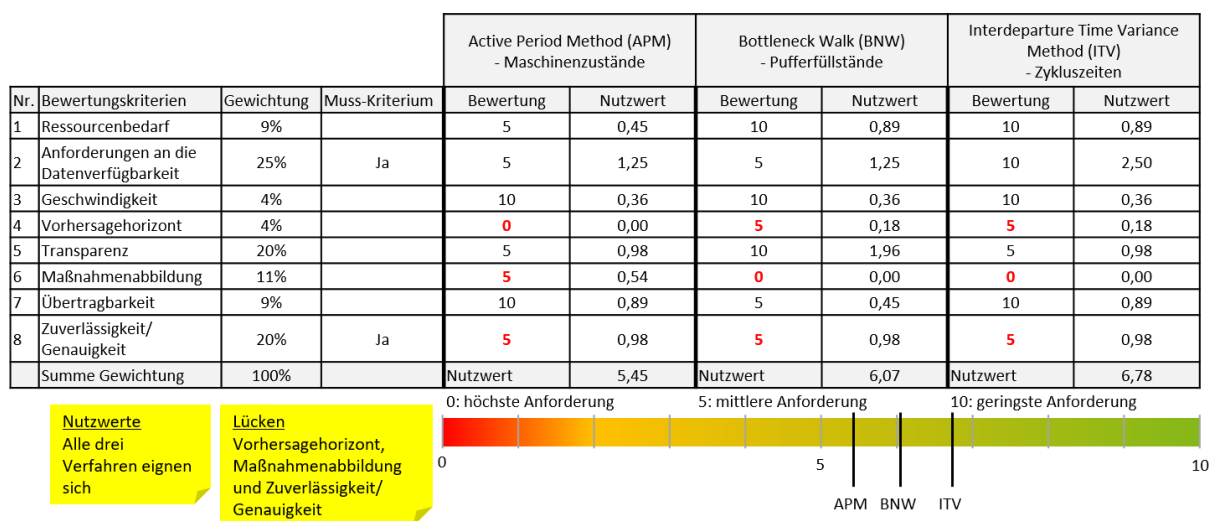 Active Period Method (APM)
- Maschinenzustände
Bottleneck Walk (BNW)
- Pufferfüllstände
Interdeparture Time Variance
Method (ITV)
- Zykluszeiten
Nr. Bewertungskriterien Gewichtung Muss-Kriterium Bewertung Nutzwert Bewertung Nutzwert Bewertung Nutzwert
1 Ressourcenbedarf 9% 5 0,45 10 0,89 10 0,89
2 Anforderungen an die
Datenverfügbarkeit 25% Ja 5 1,25 5 1,25 10 2,50
3 Geschwindigkeit 4% 10 0,36 10 0,36 10 0,36
4 Vorhersagehorizont 4% 0 0,00 5 0,18 5 0,18
5 Transparenz 20% 5 0,98 10 1,96 5 0,98
6 Maßnahmenabbildung 11% 5 0,54 0 0,00 0 0,00
7 Übertragbarkeit 9% 10 0,89 5 0,45 10 0,89
8 Zuverlässigkeit/
Genauigkeit 20% Ja 5 0,98 5 0,98 5 0,98
Summe Gewichtung 100% Nutzwert 5,45 Nutzwert 6,07 Nutzwert 6,78
0: höchste Anforderung 5: mittlere Anforderung 10: geringste Anforderung
0 5 10
APM BNW ITV
Nutzwerte
Alle drei
Verfahren eignen
sich
Lücken
Vorhersagehorizont,
Maßnahmenabbildung
und Zuverlässigkeit/
Genauigkeit